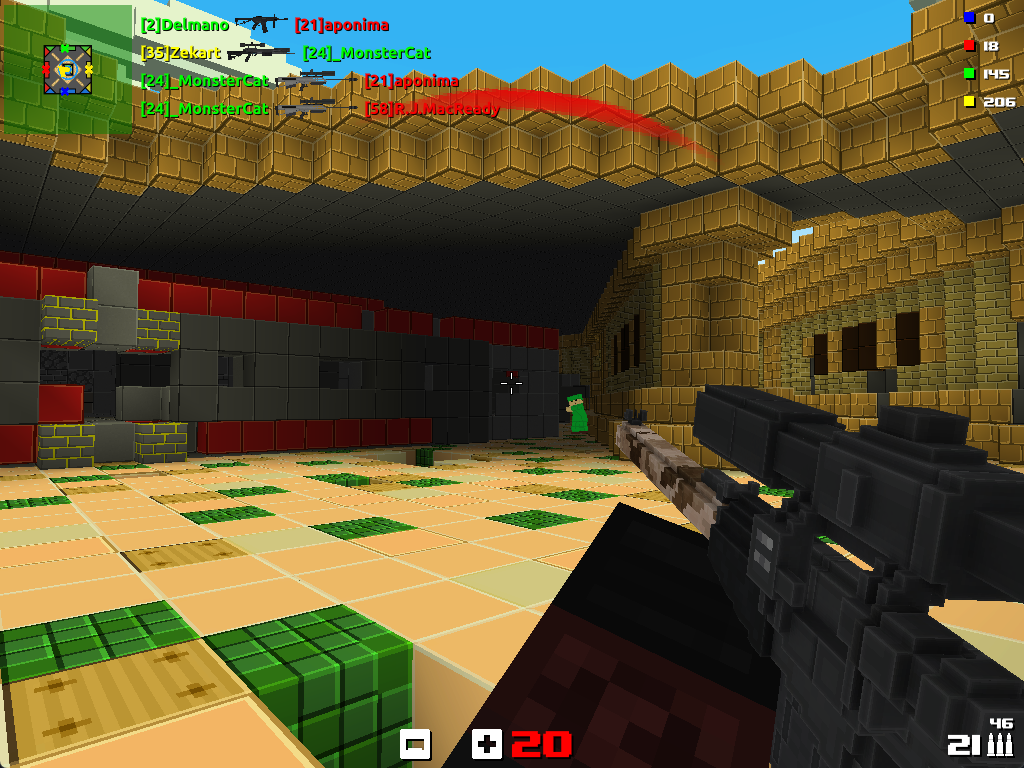 [2]Delmano [21]aponima
[35]Zekart [24]_MonsterCat
[24]_MonsterCat [21]aponima
[24]_MonsterCat [58]R.J.MacReady
0
18
145
206
20
46
21